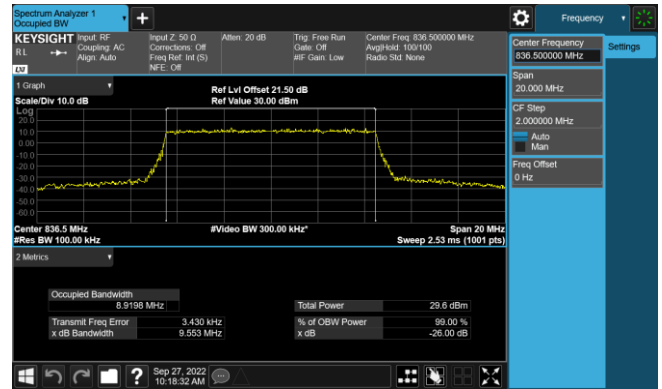 Spectrum Analyzer 1
Occupied BW
Frequency
KEYSIGHT
RL
LXI
Input: RF
Coupling: AC
Align: Auto
Input Z: 50 Ω
Corrections: Off
Freq Ref: Int (S)
NFE: Off
Atten: 20 dB
Trig: Free Run
Gate: Off
#IF Gain: Low
Center Freq: 836.500000 MHz
Avg|Hold: 100/100
Radio Std: None
Center Frequency
836.500000 MHz
Settings
Span
20.000 MHz
CF Step
2.000000 MHz
Auto
Man
Freq Offset
0 Hz
1 Graph
Scale/Div 10.0 dB
Ref Lvl Offset 21.50 dB
Ref Value 30.00 dBm
Log
20.0
10.0
0.00
-10.0
-20.0
-30.0
-40.0
-50.0
-60.0
Center 836.5 MHz
#Res BW 100.00 kHz
#Video BW 300.00 kHz*
Span 20 MHz
Sweep 2.53 ms (1001 pts)
2 Metrics
Occupied Bandwidth
8.9198 MHz
Total Power 29.6 dBm
Transmit Freq Error 3.430 kHz
% of OBW Power 99.00 %
x dB Bandwidth 9.553 MHz
x dB -26.00 dB
?
Sep 27, 2022
10:18:32 AM